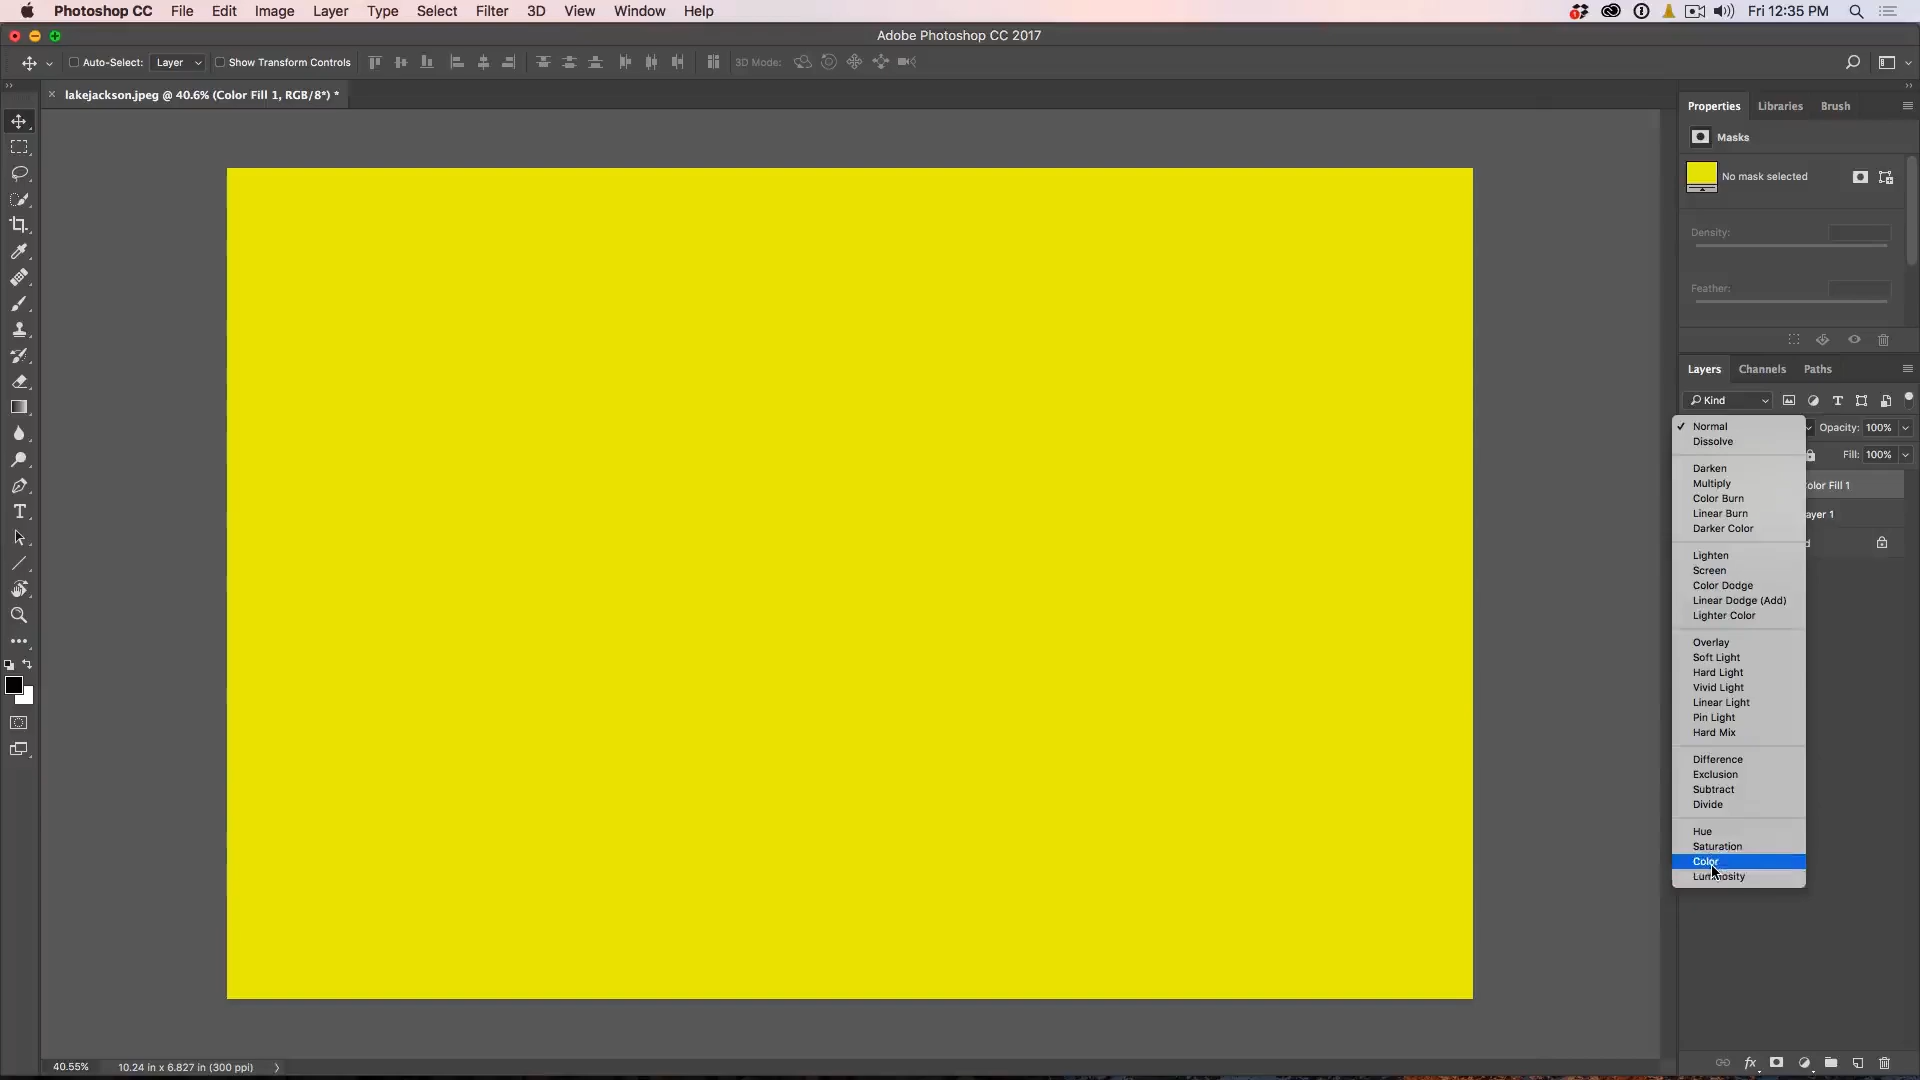 Photoshop CC File Edit Image Layer Type Select Filter 3D View Window Help Fri 12:35 PM
Adobe Photoshop CC 2017
Auto-Select: Layer Show Transform Controls 3D Mode:
lakejackson.jpeg @ 40.6% (Color Fill 1, RGB/8*) *
Properties Libraries Brush
Masks
No mask selected
Density:
Feather:
Layers Channels Paths
Kind
Normal Opacity: 100%
Dissolve
Fill: 100%
Darken
Multiply
olor Fill 1
Color Burn
Linear Burn
ayer 1
Darker Color
d
Lighten
Screen
Color Dodge
Linear Dodge (Add)
Lighter Color
Overlay
Soft Light
Hard Light
Vivid Light
Linear Light
Pin Light
Hard Mix
Difference
Exclusion
Subtract
Divide
Hue
Saturation
Color
Luminosity
40.55% 10.24 in x 6.827 in (300 ppi)
fx